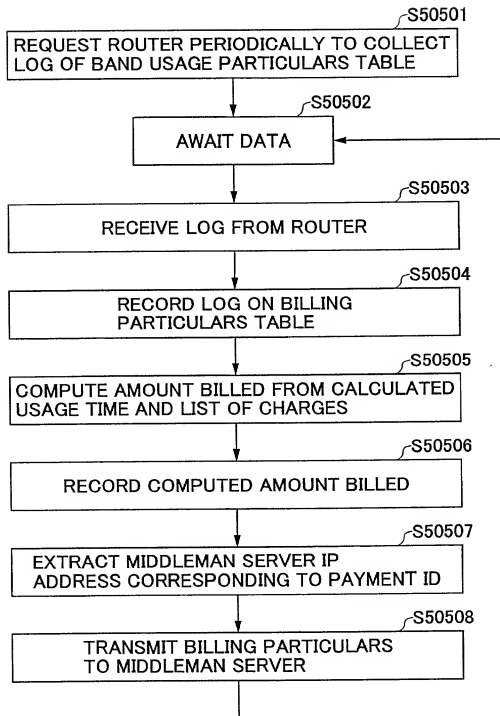 S50501
REQUEST ROUTER PERIODICALLY TO COLLECT
LOG OF BAND USAGE PARTICULARS TABLE
S50502
AWAIT DATA
S50503
RECEIVE LOG FROM ROUTER
S50504
RECORD LOG ON BILLING
PARTICULARS TABLE
S50505
COMPUTE AMOUNT BILLED FROM CALCULATED
USAGE TIME AND LIST OF CHARGES
S50506
RECORD COMPUTED AMOUNT BILLED
S50507
EXTRACT MIDDLEMAN SERVER IP
ADDRESS CORRESPONDING TO PAYMENT ID
S50508
TRANSMIT BILLING PARTICULARS
TO MIDDLEMAN SERVER